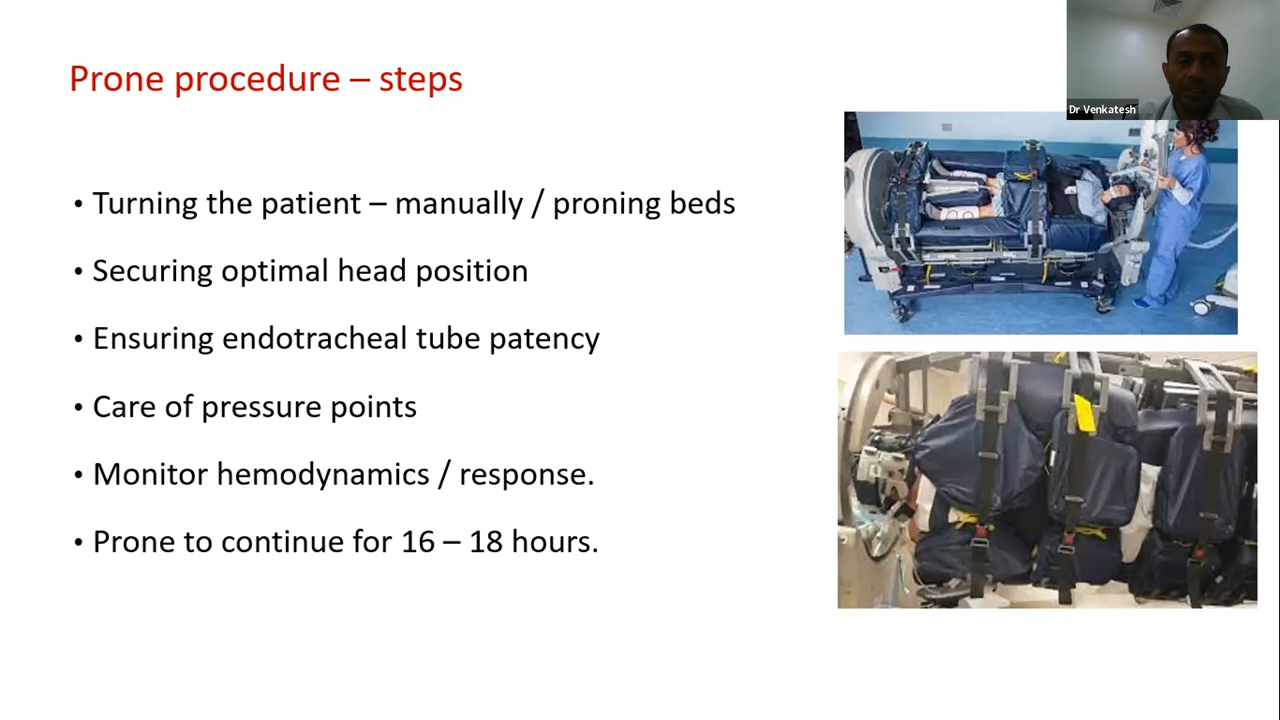 Prone procedure – steps
Dr Venkatesh
• Turning the patient – manually / proning beds
• Securing optimal head position
• Ensuring endotracheal tube patency
• Care of pressure points
• Monitor hemodynamics / response.
• Prone to continue for 16 – 18 hours.